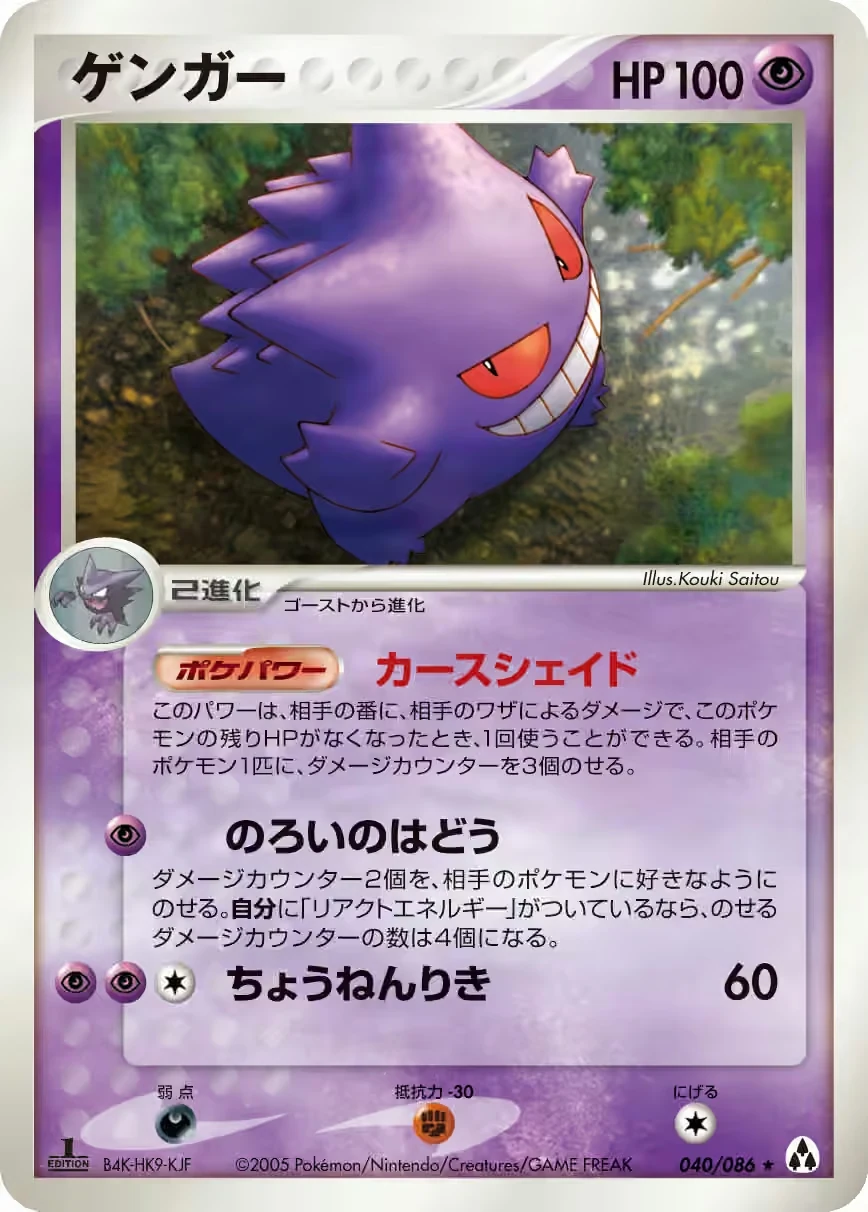 ゲンガー HP 100
Illus.Kouki Saitou
己進化 ゴーストから進化
ポケパワー カースシェイド
このパワーは、相手の番に、相手のワザによるダメージで、このポケ
モンの残りHPがなくなったとき、1回使うことができる。相手の
ポケモン1匹に、ダメージカウンターを3個のせる。
のろいのはどう
ダメージカウンター2個を、相手のポケモンに好きなように
のせる。自分に「リアクトエネルギー」がついているなら、のせる
ダメージカウンターの数は4個になる。
ちょうねんりき 60
弱点 抵抗力 -30 にげる
1 EDITION B4K-HK9-KJF ©2005 Pokémon/Nintendo/Creatures/GAME FREAK 040/086 ★